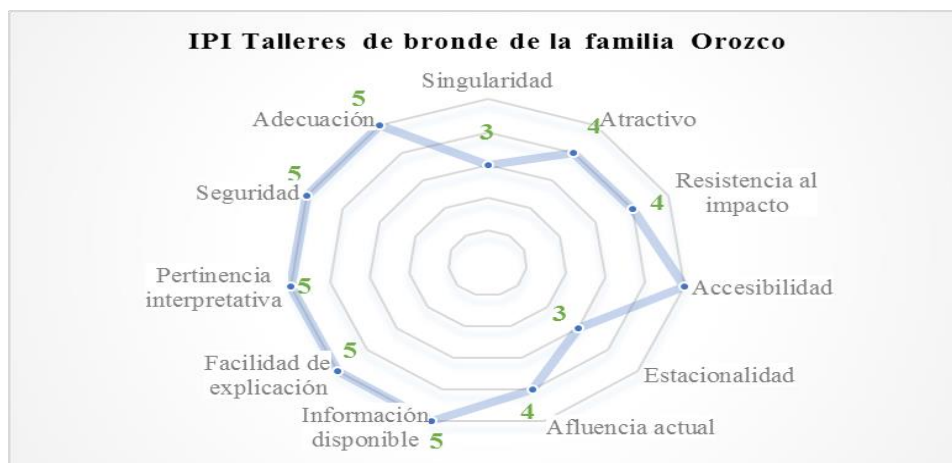 IPI Talleres de bronde de la familia Orozco
Singularidad
5
Adecuación
3
4
Atractivo
5
Seguridad
Resistencia al
impacto
4
Pertinencia
interpretativa
5
Accesibilidad
3
5
Facilidad de
explicación
Estacionalidad
Información
disponible
5
4
Afluencia actual